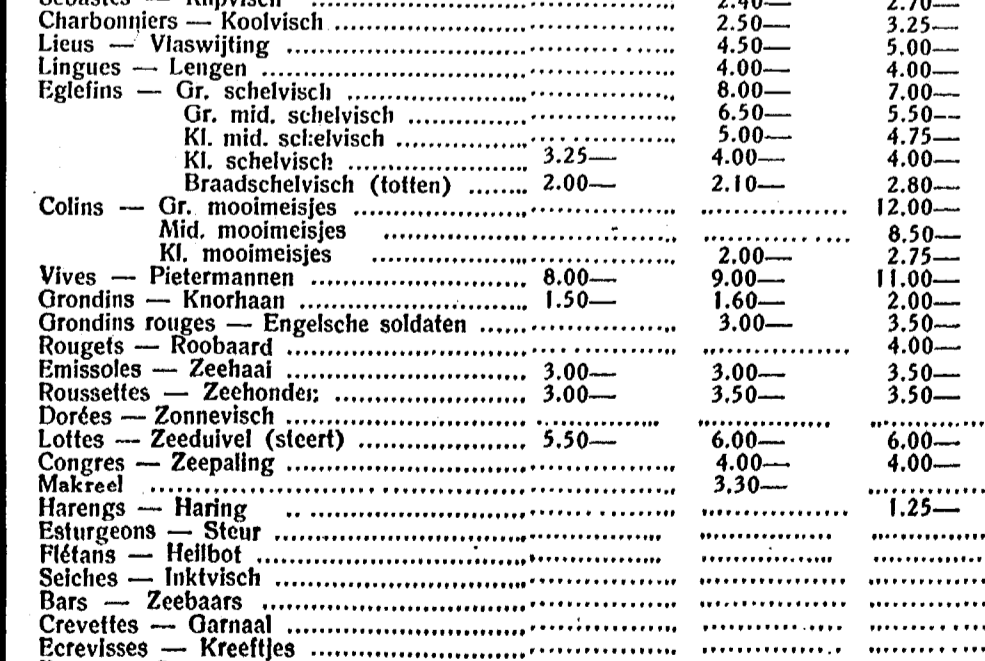 Sebastes — Knipvisch ........ 2.40— 2.70—
Charbonniers — Koolvisch ........ 2.50— 3.25—
Lieus — Vlaswijting ........ 4.50— 5.00—
Lingues — Lengen ........ 4.00— 4.00—
Eglefins — Gr. schelvisch ........ 8.00— 7.00—
Gr. mid. schelvisch ........ 6.50— 5.50—
Kl. mid. schelvisch ........ 5.00— 4.75—
Kl. schelvisch ........ 3.25— 4.00— 4.00—
Braadschelvisch (totten) ........ 2.00— 2.10— 2.80—
Colins — Gr. mooimeisjes ........ ........ 12.00—
Mid. mooimeisjes ........ ........ 8.50—
Kl. mooimeisjes ........ 2.00— 2.75—
Vives — Pietermannen ........ 8.00— 9.00— 11.00—
Grondins — Knorhaan ........ 1.50— 1.60— 2.00—
Grondins rouges — Engelsche soldaten ........ 3.00— 3.50—
Rougets — Roobaard ........ ........ 4.00—
Emissoles — Zeehaai ........ 3.00— 3.00— 3.50—
Roussettes — Zeehonden ........ 3.00— 3.50— 3.50—
Dorées — Zonnevisch ........ ........ ........
Lottes — Zeeduivel (steert) ........ 5.50— 6.00— 6.00—
Congres — Zeepaling ........ 4.00— 4.00—
Makreel ........ 3.30— ........
Harengs — Haring ........ ........ 1.25—
Esturgeons — Steur ........ ........ ........
Flétans — Heilbot ........ ........ ........
Seiches — Inktvisch ........ ........ ........
Bars — Zeebaars ........ ........ ........
Crevettes — Garnaal ........ ........ ........
Ecrevisses — Kreeftjes ........ ........ ........